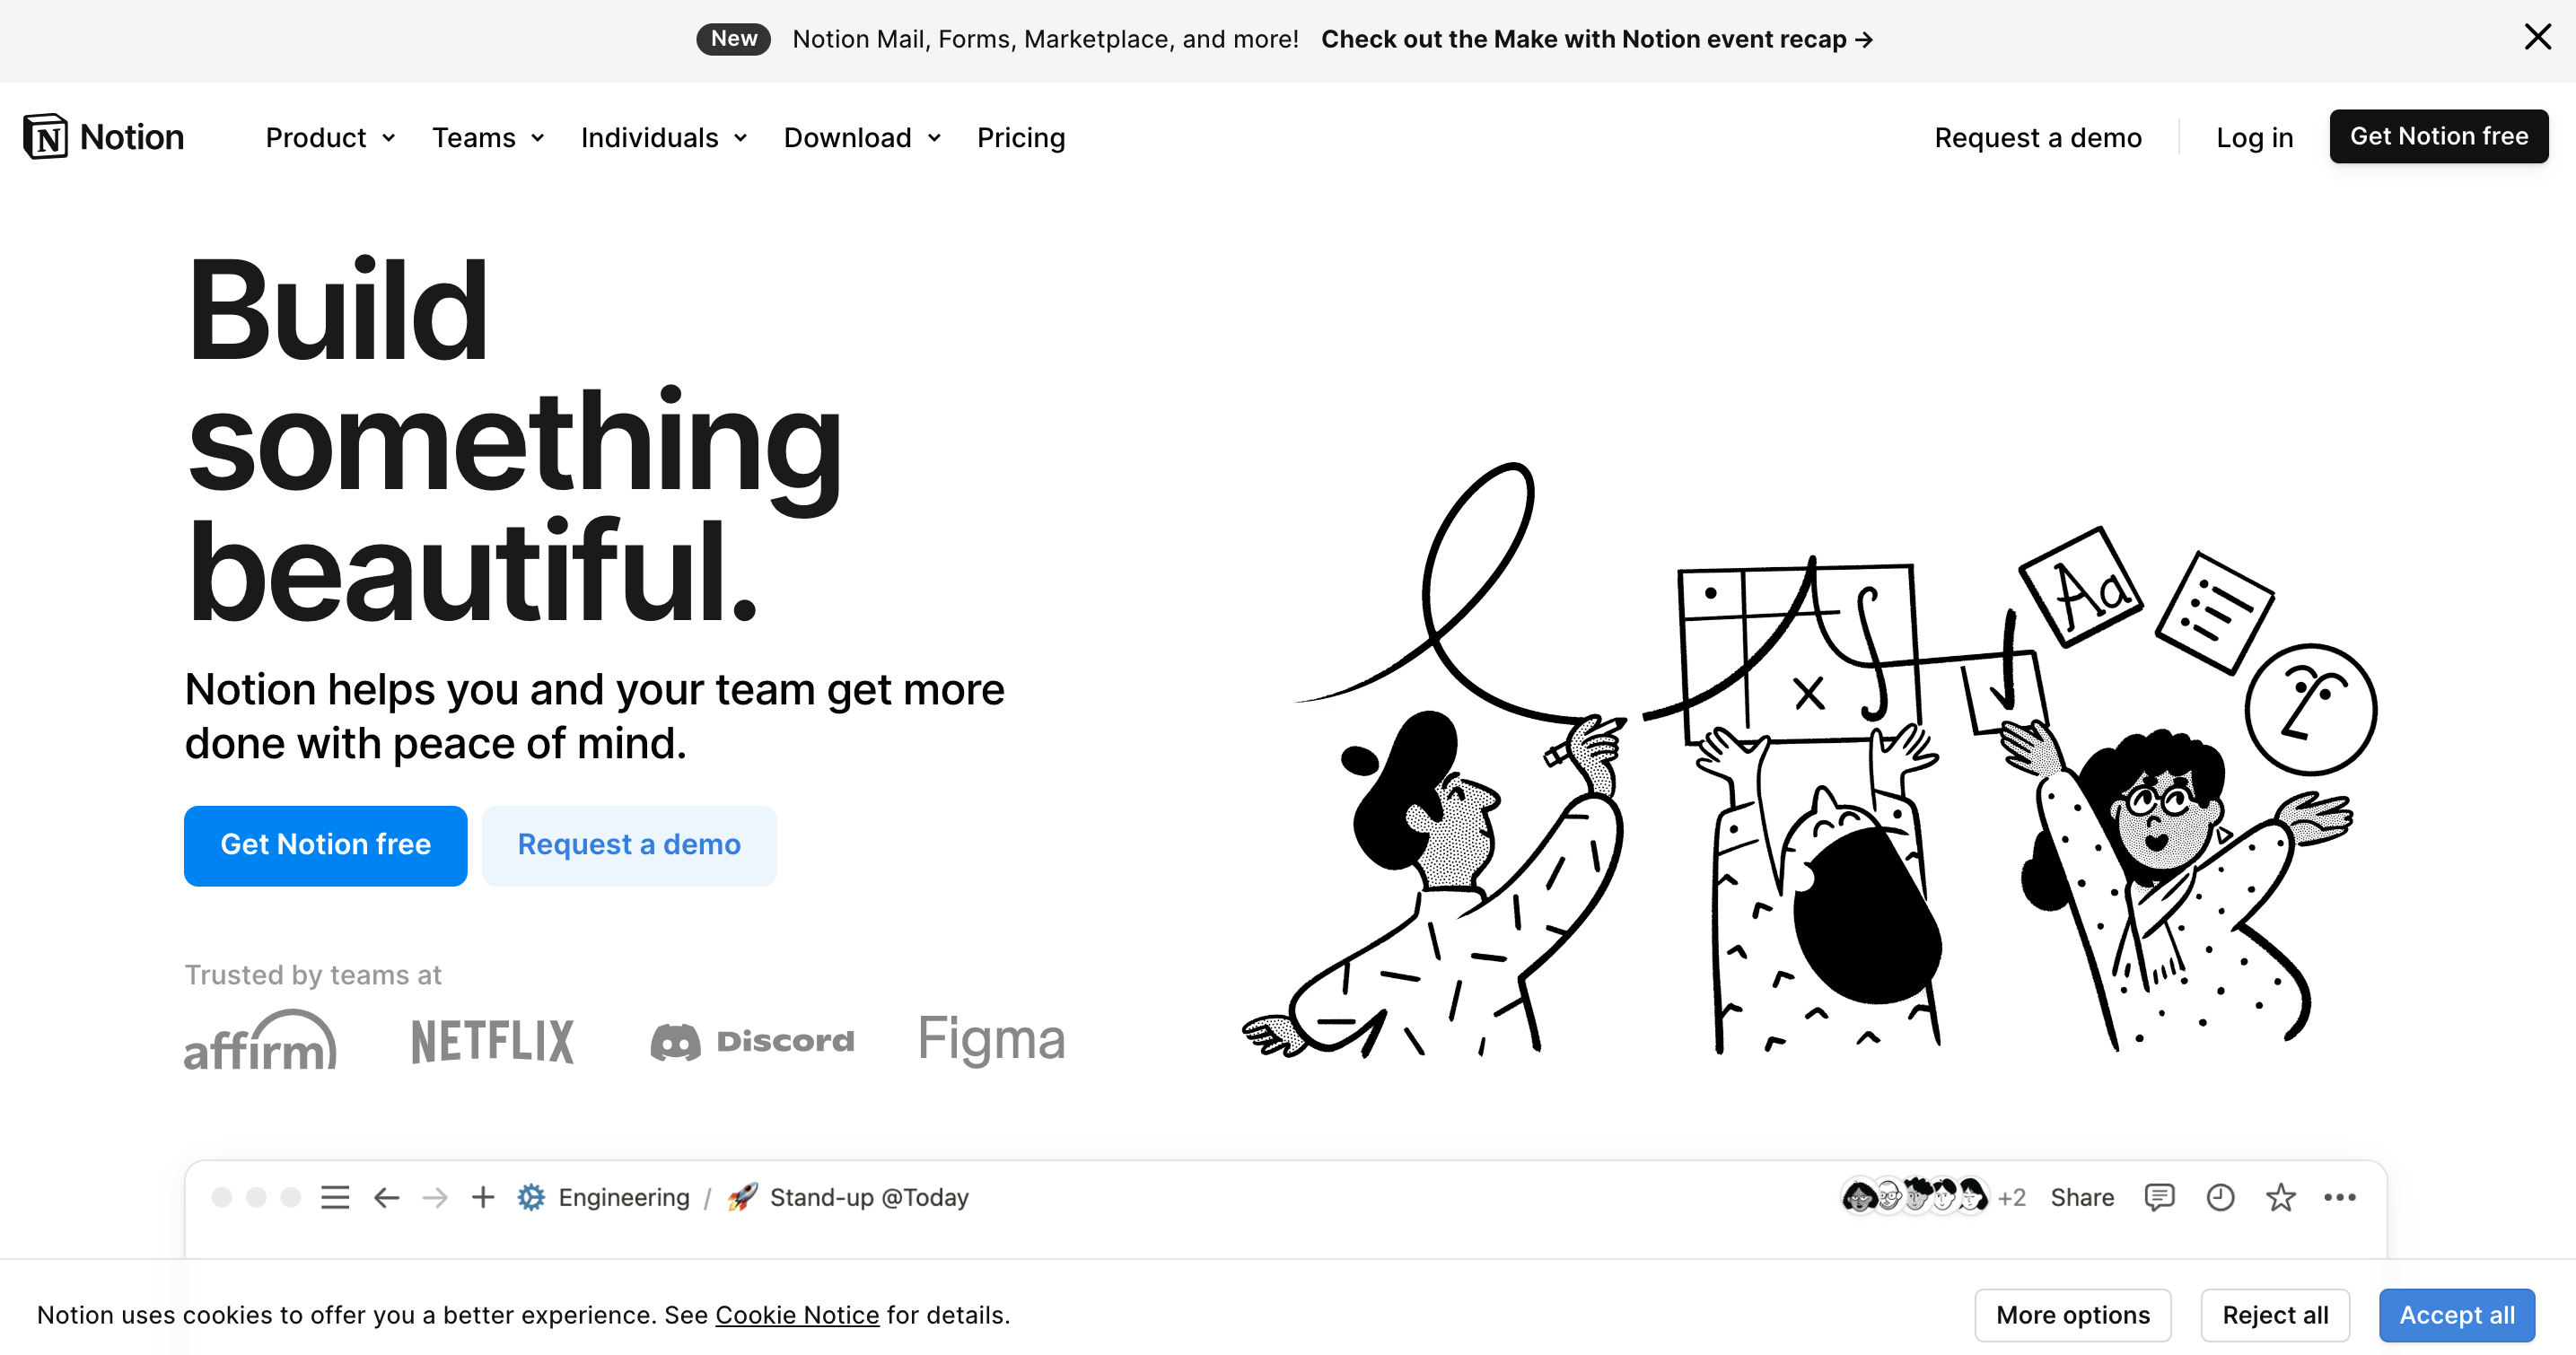 New Notion Mail, Forms, Marketplace, and more! Check out the Make with Notion event recap →
Notion Product Teams Individuals Download Pricing Request a demo Log in Get Notion free
Build
something
beautiful.
Notion helps you and your team get more
done with peace of mind.
Get Notion free Request a demo
Trusted by teams at
affirm NETFLIX Discord Figma
Aa
Engineering / Stand-up @Today +2 Share
Notion uses cookies to offer you a better experience. See Cookie Notice for details. More options Reject all Accept all